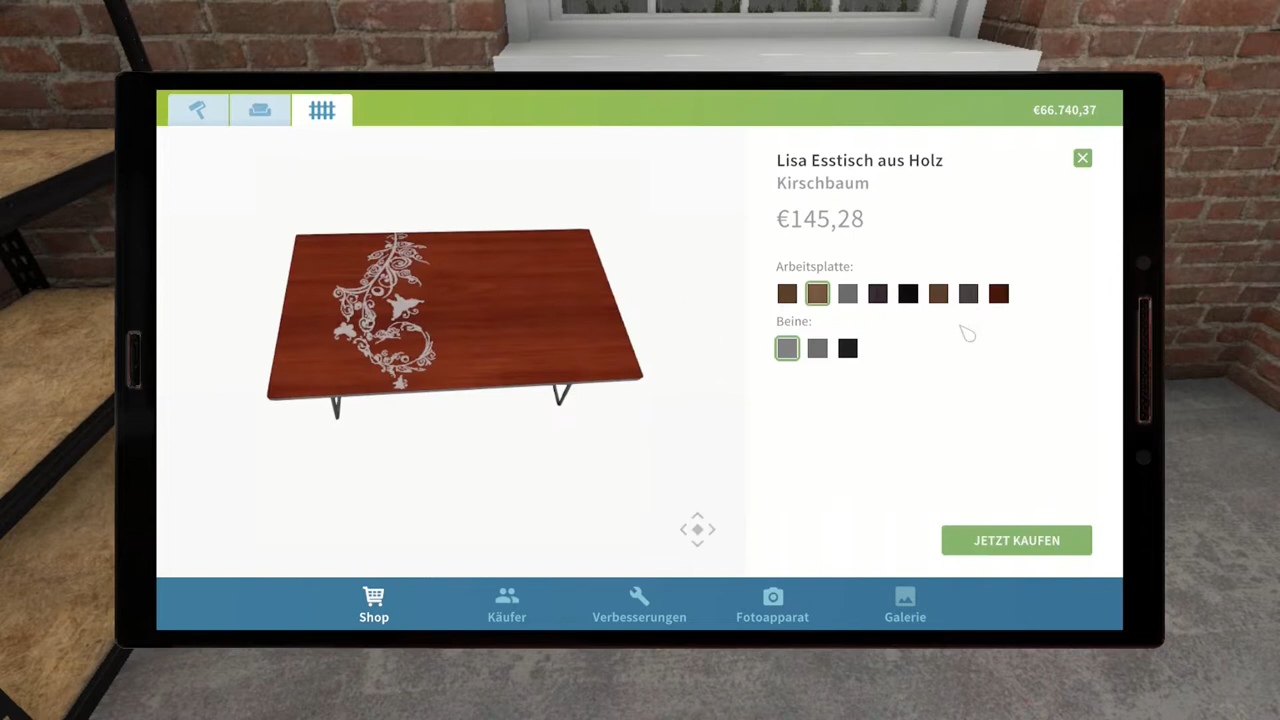 €66.740,37
Lisa Esstisch aus Holz
Kirschbaum
€145,28
Arbeitsplatte:
Beine:
JETZT KAUFEN
Shop
Käufer
Verbesserungen
Fotoapparat
Galerie